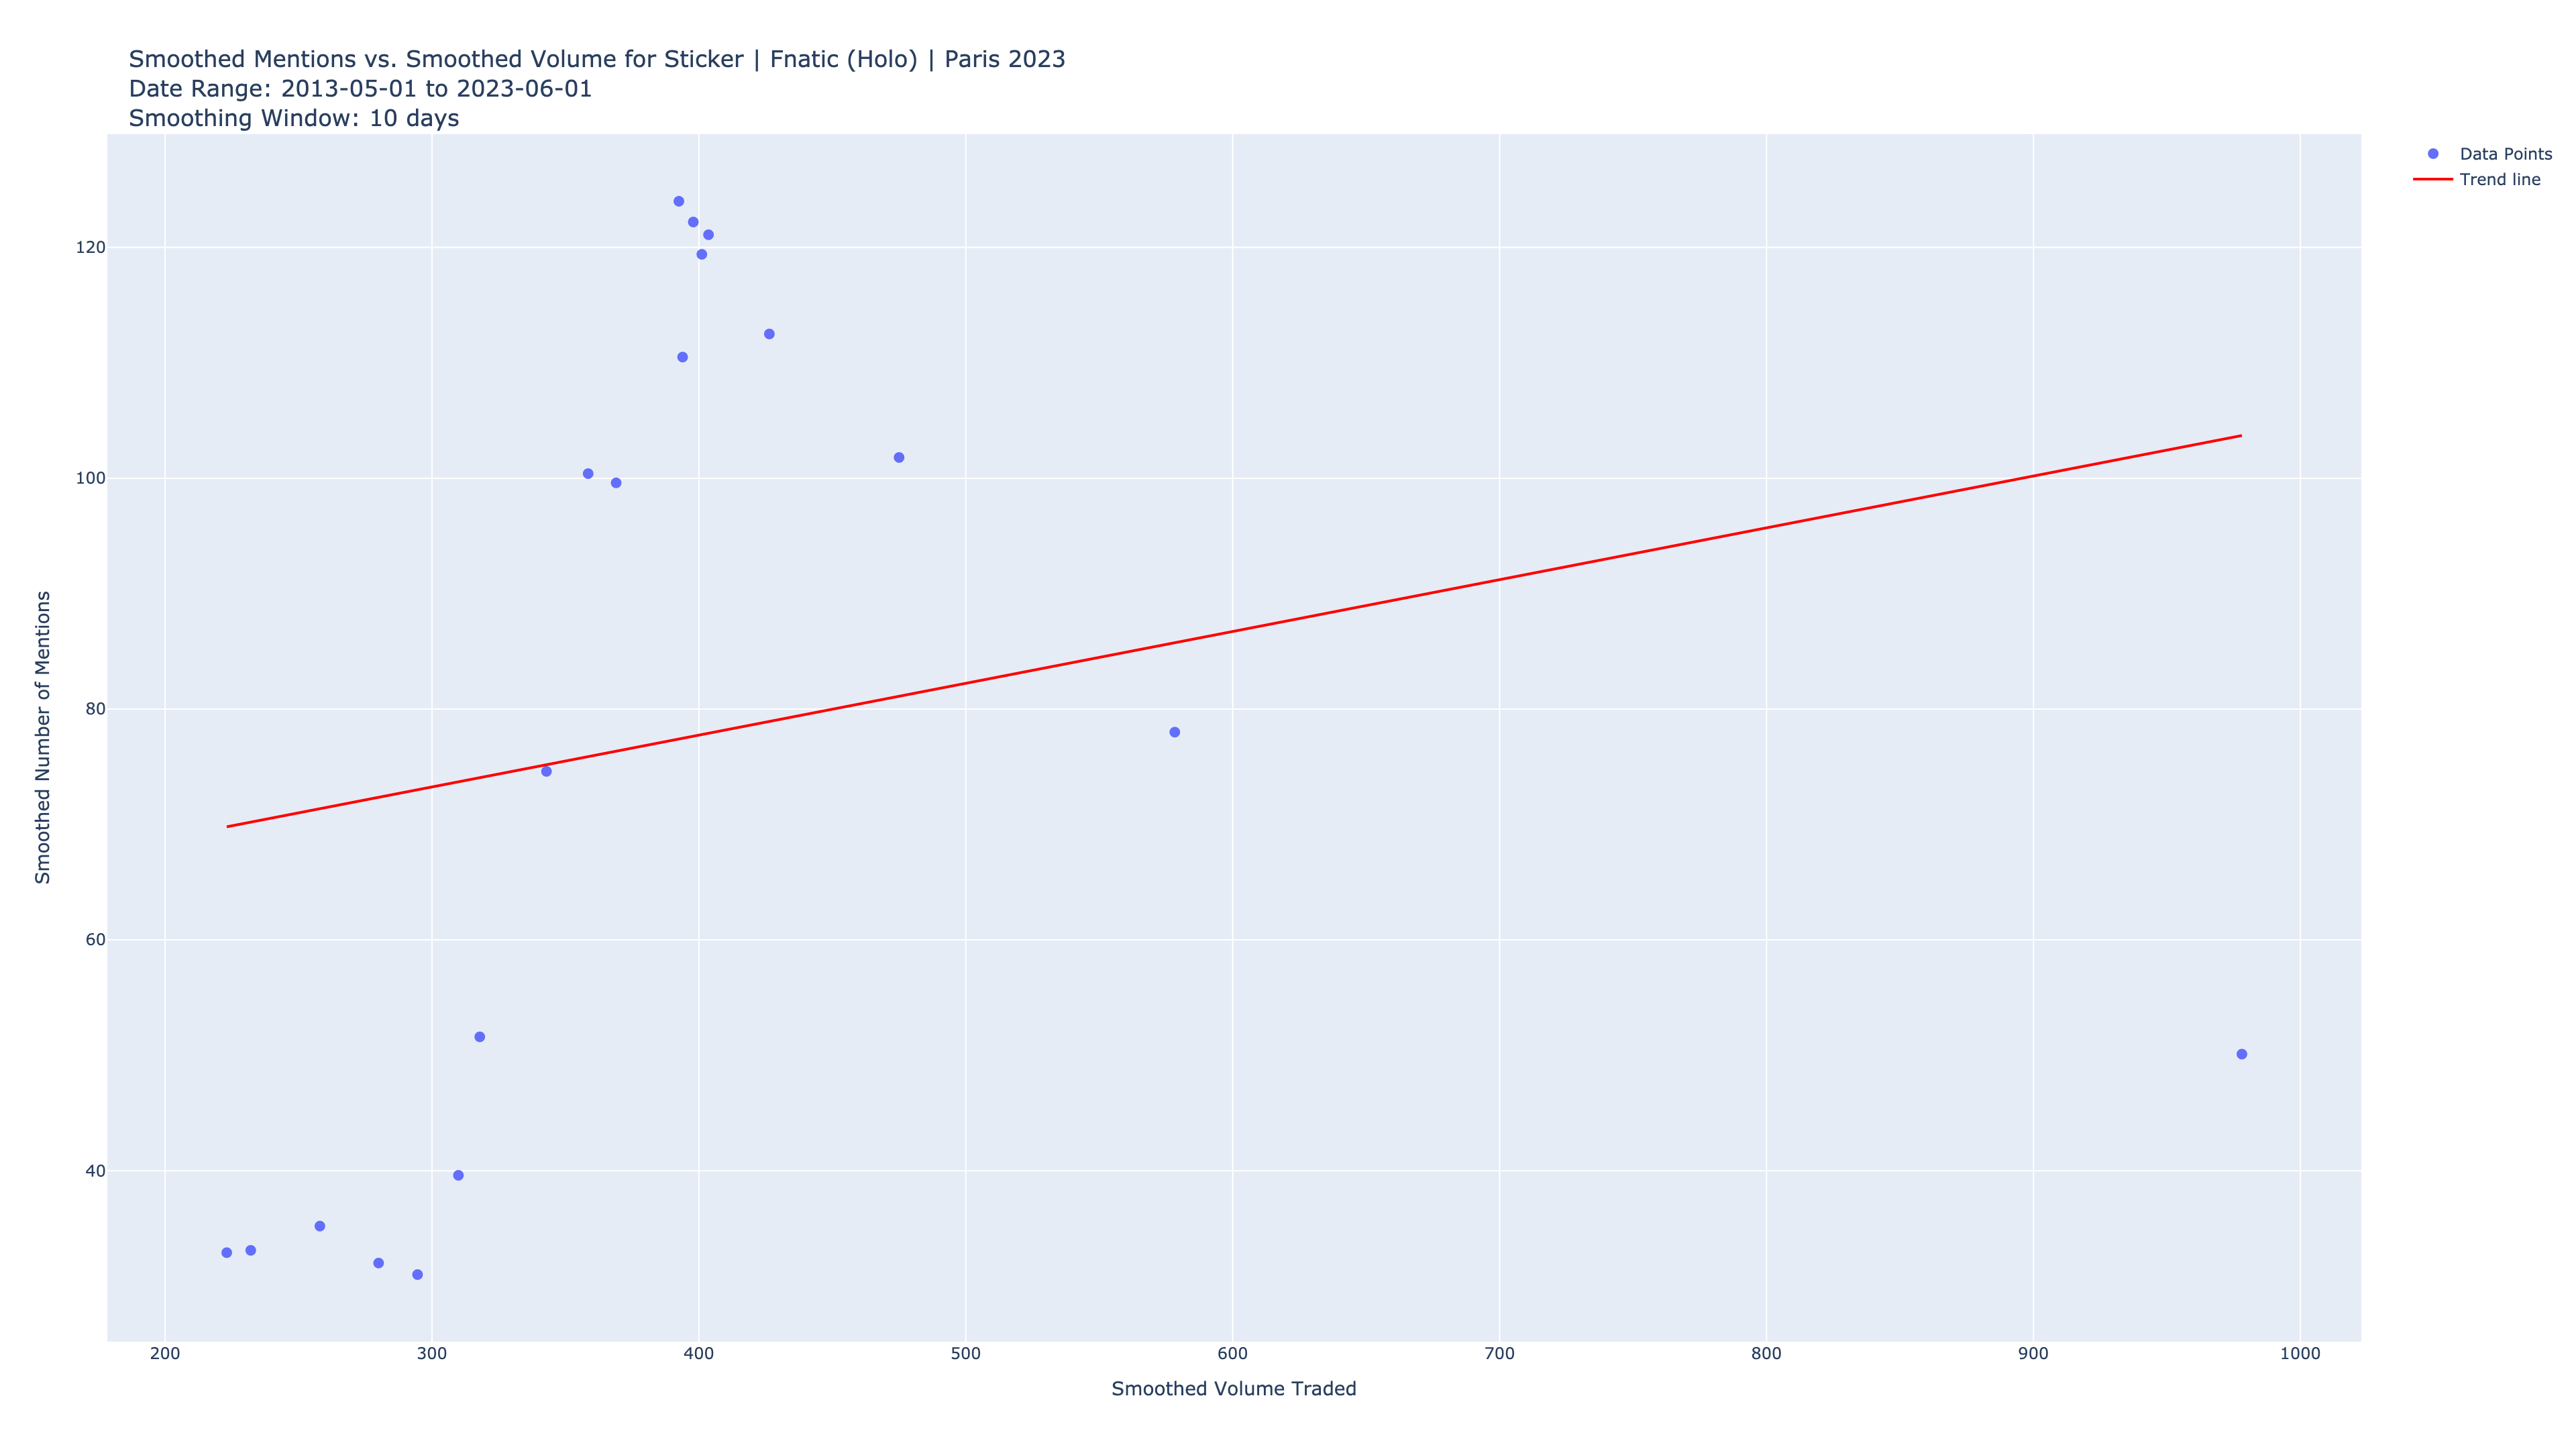 Smoothed Mentions vs. Smoothed Volume for Sticker | Fnatic (Holo) | Paris 2023
Date Range: 2013-05-01 to 2023-06-01
Smoothing Window: 10 days
Data Points
Trend line
120
100
80
60
40
Smoothed Number of Mentions
200 300 400 500 600 700 800 900 1000
Smoothed Volume Traded